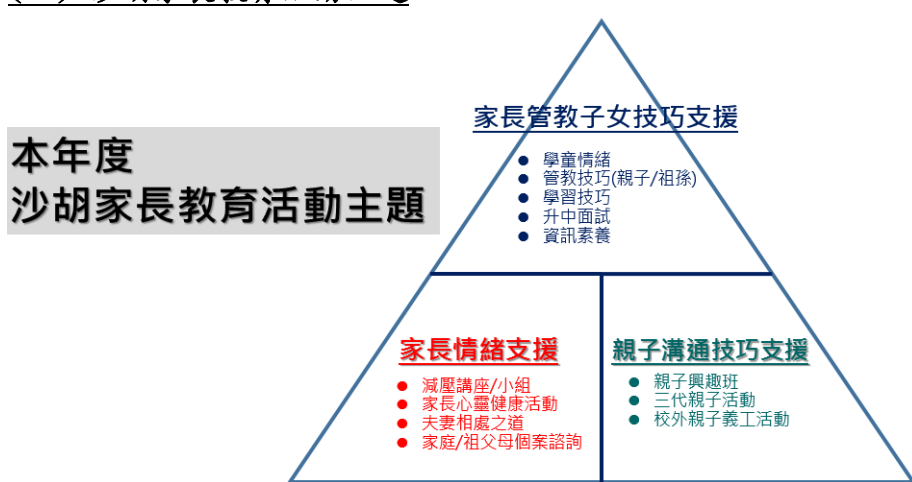 本年度
沙胡家長教育活動主題
家長管教子女技巧支援
● 學童情緒
● 管教技巧(親子/祖孫)
● 學習技巧
● 升中面試
● 資訊素養
家長情緒支援
● 減壓講座/小組
● 家長心靈健康活動
● 夫妻相處之道
● 家庭/祖父母個案諮詢
親子溝通技巧支援
● 親子興趣班
● 三代親子活動
● 校外親子義工活動